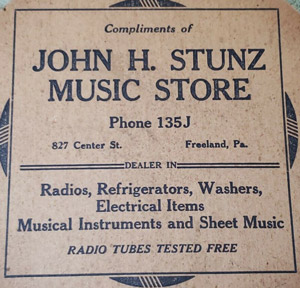 Compliments of
JOHN H. STUNZ
MUSIC STORE
Phone 135J
827 Center St. Freeland, Pa.
DEALER IN
Radios, Refrigerators, Washers,
Electrical Items
Musical Instruments and Sheet Music
RADIO TUBES TESTED FREE